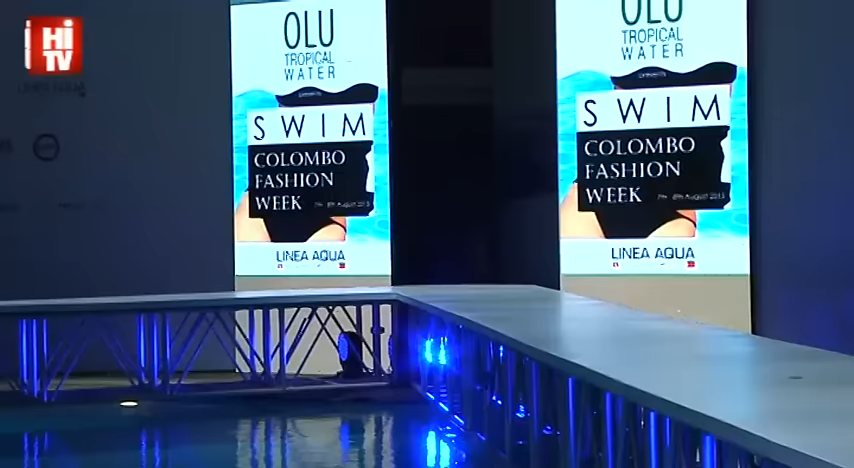 Hi
TV
OLU
TROPICAL
WATER
SWIM
COLOMBO
FASHION
WEEK
LINEA AQUA
OLU
TROPICAL
WATER
SWIM
COLOMBO
FASHION
WEEK
LINEA AQUA